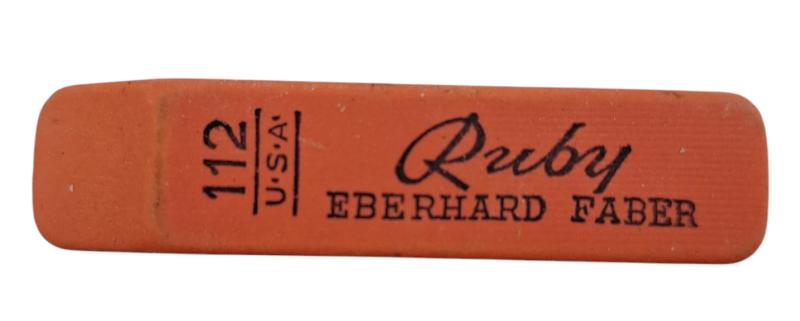 112
U·S·A·
Ruby
EBERHARD FABER